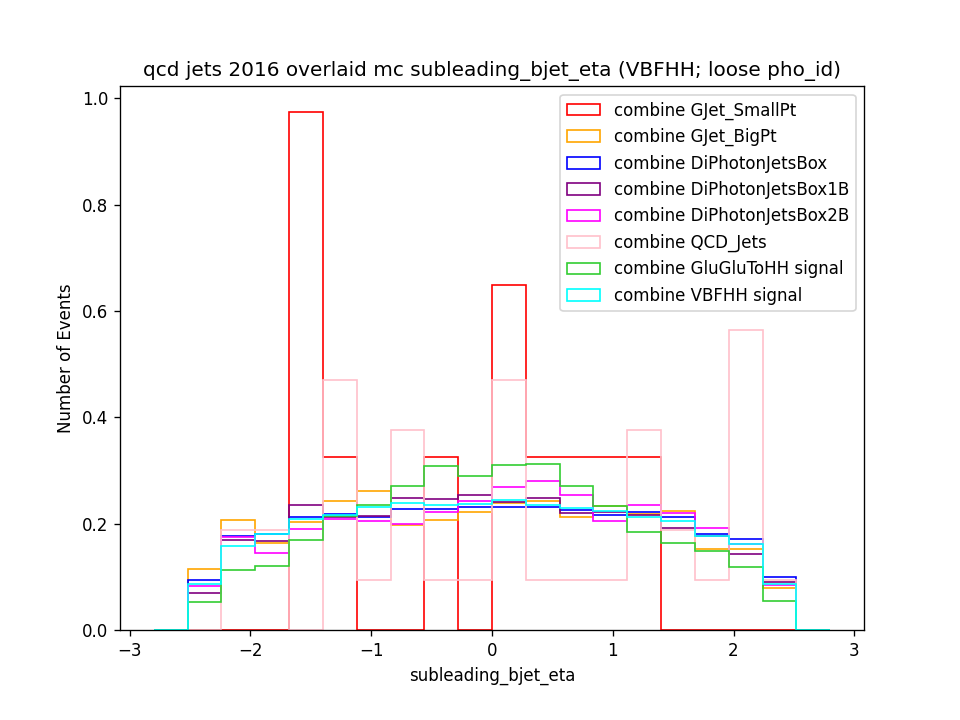 qcd jets 2016 overlaid mc subleading_bjet_eta (VBFHH; loose pho_id)
combine GJet_SmallPt
combine GJet_BigPt
combine DiPhotonJetsBox
combine DiPhotonJetsBox1B
combine DiPhotonJetsBox2B
combine QCD_Jets
combine GluGluToHH signal
combine VBFHH signal
Number of Events
1.0
0.8
0.6
0.4
0.2
0.0
−3 −2 −1 0 1 2 3
subleading_bjet_eta